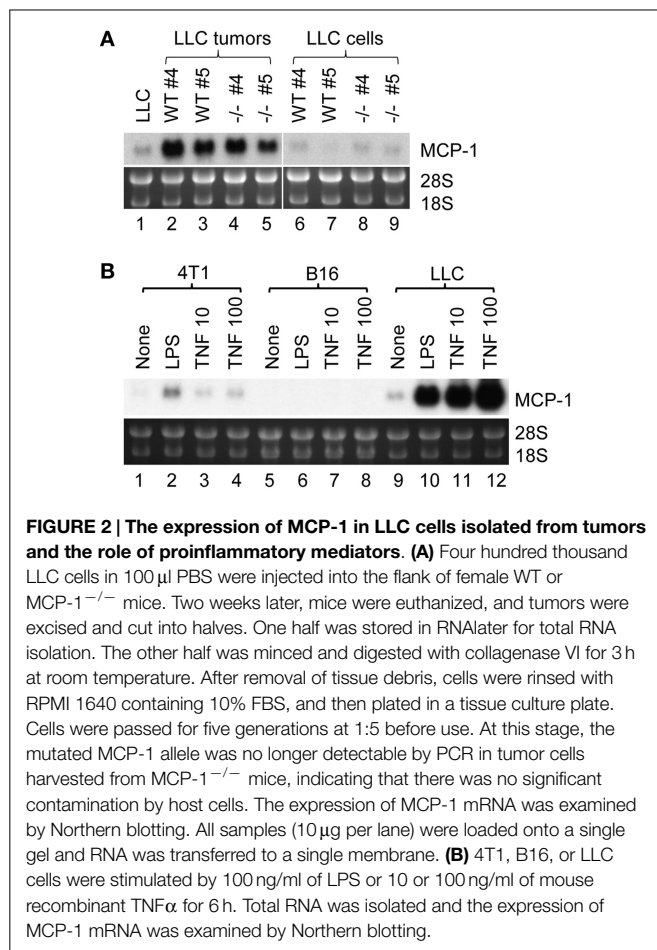 A
LLC tumors
LLC cells
LLC
WT #4
WT #5
-/- #4
-/- #5
WT #4
WT #5
-/- #4
-/- #5
MCP-1
28S
18S
1 2 3 4 5 6 7 8 9
B
4T1
B16
LLC
None
LPS
TNF 10
TNF 100
None
LPS
TNF 10
TNF 100
None
LPS
TNF 10
TNF 100
MCP-1
28S
18S
1 2 3 4 5 6 7 8 9 10 11 12
FIGURE 2 | The expression of MCP-1 in LLC cells isolated from tumors
and the role of proinflammatory mediators. (A) Four hundred thousand
LLC cells in 100 µl PBS were injected into the flank of female WT or
MCP-1−/− mice. Two weeks later, mice were euthanized, and tumors were
excised and cut into halves. One half was stored in RNAlater for total RNA
isolation. The other half was minced and digested with collagenase VI for 3 h
at room temperature. After removal of tissue debris, cells were rinsed with
RPMI 1640 containing 10% FBS, and then plated in a tissue culture plate.
Cells were passed for five generations at 1:5 before use. At this stage, the
mutated MCP-1 allele was no longer detectable by PCR in tumor cells
harvested from MCP-1−/− mice, indicating that there was no significant
contamination by host cells. The expression of MCP-1 mRNA was examined
by Northern blotting. All samples (10 µg per lane) were loaded onto a single
gel and RNA was transferred to a single membrane. (B) 4T1, B16, or LLC
cells were stimulated by 100 ng/ml of LPS or 10 or 100 ng/ml of mouse
recombinant TNFα for 6 h. Total RNA was isolated and the expression of
MCP-1 mRNA was examined by Northern blotting.